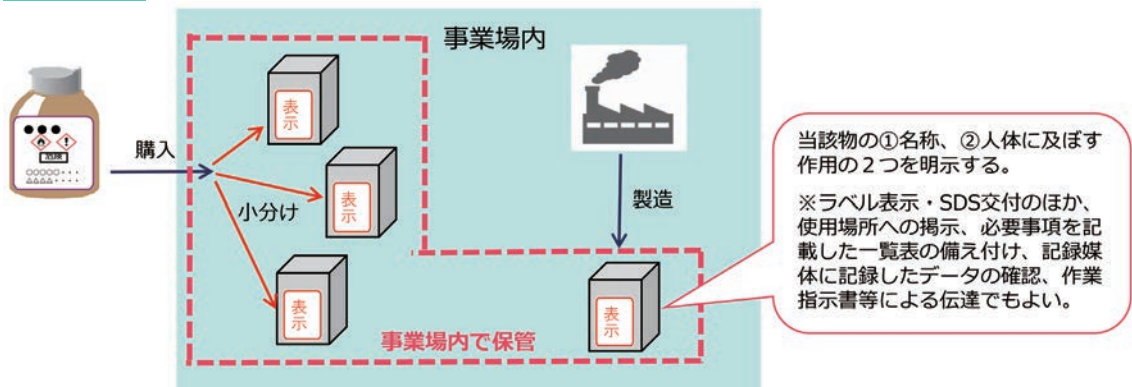 事業場内
危険
購入
小分け
表示
表示
表示
製造
表示
事業場内で保管
当該物の①名称、②人体に及ぼす
作用の２つを明示する。
※ラベル表示・SDS交付のほか、
使用場所への掲示、必要事項を記
載した一覧表の備え付け、記録媒
体に記録したデータの確認、作業
指示書等による伝達でもよい。